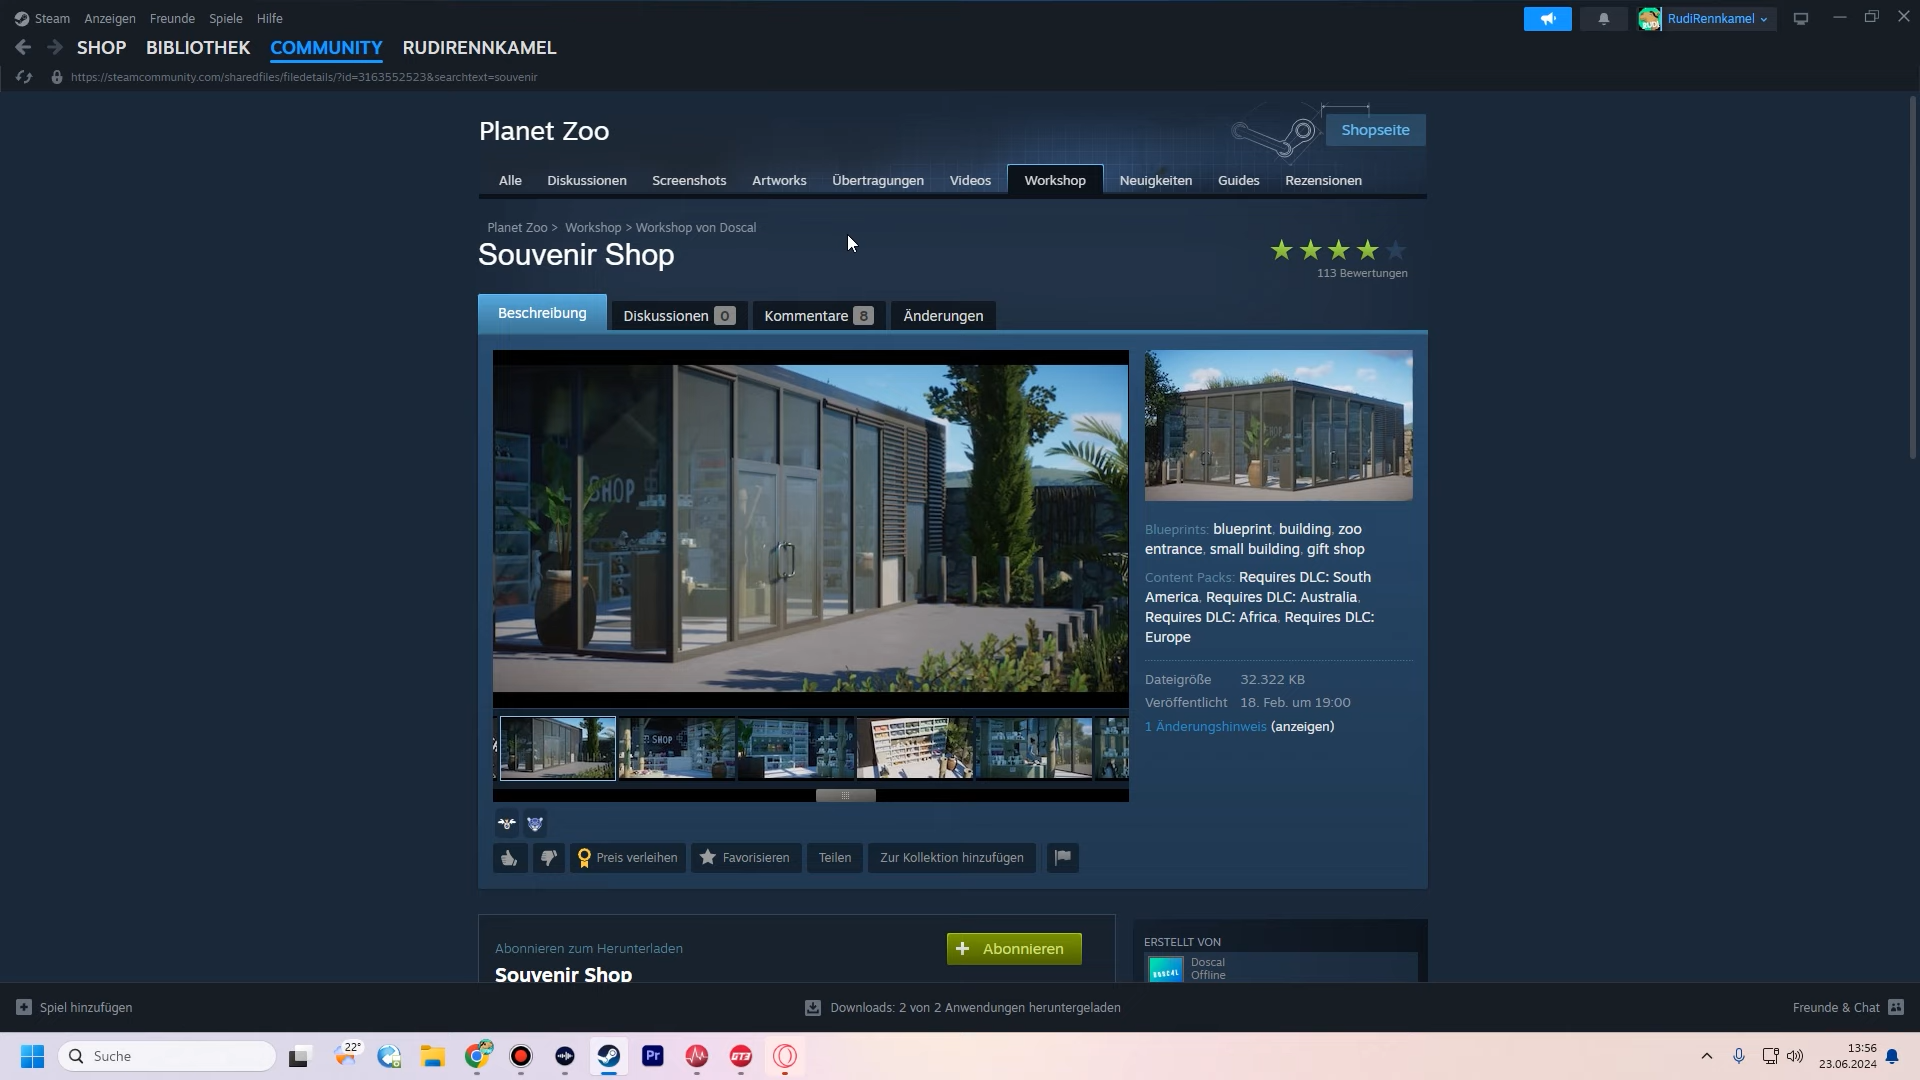 Steam Anzeigen Freunde Spiele Hilfe
RudiRennkamel
SHOP BIBLIOTHEK COMMUNITY RUDIRENNKAMEL
https://steamcommunity.com/sharedfiles/filedetails/?id=3163552523&searchtext=souvenir
Planet Zoo
Shopseite
Alle Diskussionen Screenshots Artworks Übertragungen Videos Workshop Neuigkeiten Guides Rezensionen
Planet Zoo > Workshop > Workshop von Doscal
Souvenir Shop
113 Bewertungen
Beschreibung Diskussionen 0 Kommentare 8 Änderungen
SHOP
Blueprints: blueprint, building, zoo
entrance, small building, gift shop
Content Packs: Requires DLC: South
America, Requires DLC: Australia,
Requires DLC: Africa, Requires DLC:
Europe
Dateigröße 32.322 KB
Veröffentlicht 18. Feb. um 19:00
1 Änderungshinweis (anzeigen)
SHOP
Preis verleihen Favorisieren Teilen Zur Kollektion hinzufügen
Abonnieren zum Herunterladen
Souvenir Shop
+ Abonnieren
ERSTELLT VON
DOSCAL
Doscal
Offline
Spiel hinzufügen
Downloads: 2 von 2 Anwendungen heruntergeladen
Freunde & Chat
Suche
22°
Pr
GT3
13:56
23.06.2024